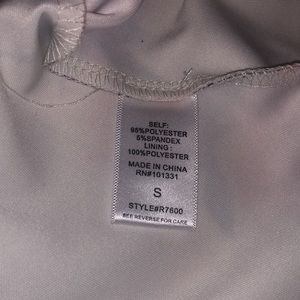 SELF:
95%POLYESTER
5%SPANDEX
LINING :
100%POLYESTER
MADE IN CHINA
RN#101331
S
STYLE#R7600
SEE REVERSE FOR CARE